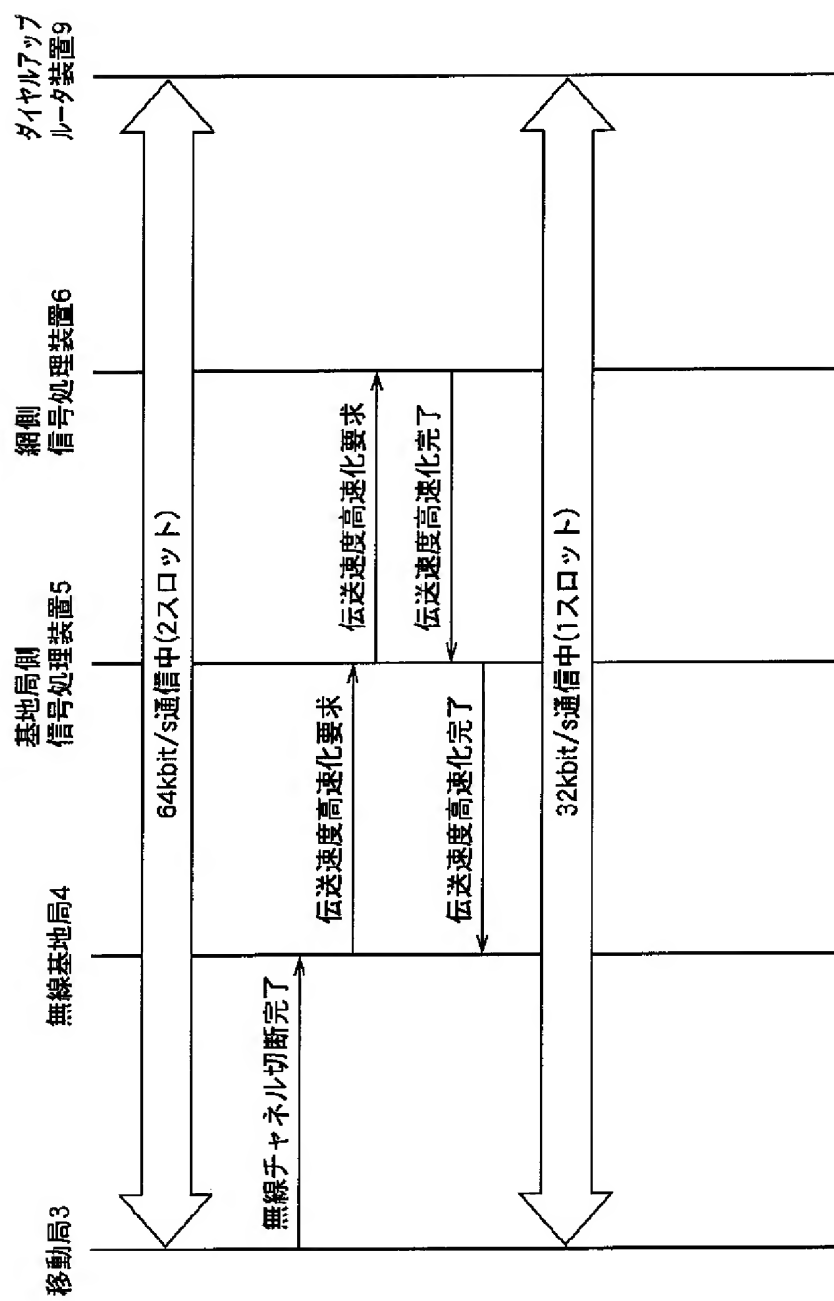 移動局3
無線基地局4
基地局側
信号処理装置5
網側
信号処理装置6
ダイヤルアップ
ルータ装置9
64kbit/s通信中(2スロット)
無線チャネル切断完了
伝送速度高速化要求
伝送速度高速化要求
伝送速度高速化完了
伝送速度高速化完了
32kbit/s通信中(1スロット)